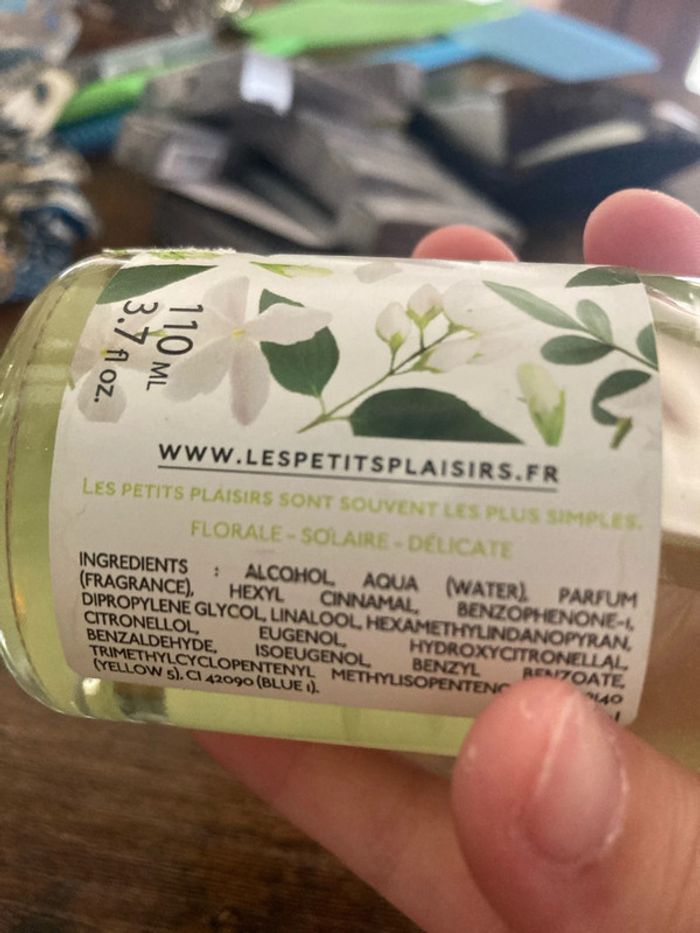 110 ML
3.7 fl oz.
WWW.LESPETITSPLAISIRS.FR
LES PETITS PLAISIRS SONT SOUVENT LES PLUS SIMPLES.
FLORALE - SOLAIRE - DÉLICATE
INGREDIENTS : ALCOHOL, AQUA (WATER), PARFUM
(FRAGRANCE), HEXYL CINNAMAL, BENZOPHENONE-1,
DIPROPYLENE GLYCOL, LINALOOL, HEXAMETHYLINDANOPYRAN,
CITRONELLOL, EUGENOL, HYDROXYCITRONELLAL,
BENZALDEHYDE, ISOEUGENOL, BENZYL BENZOATE,
TRIMETHYLCYCLOPENTENYL
(YELLOW 5), CI 42090 (BLUE 1).